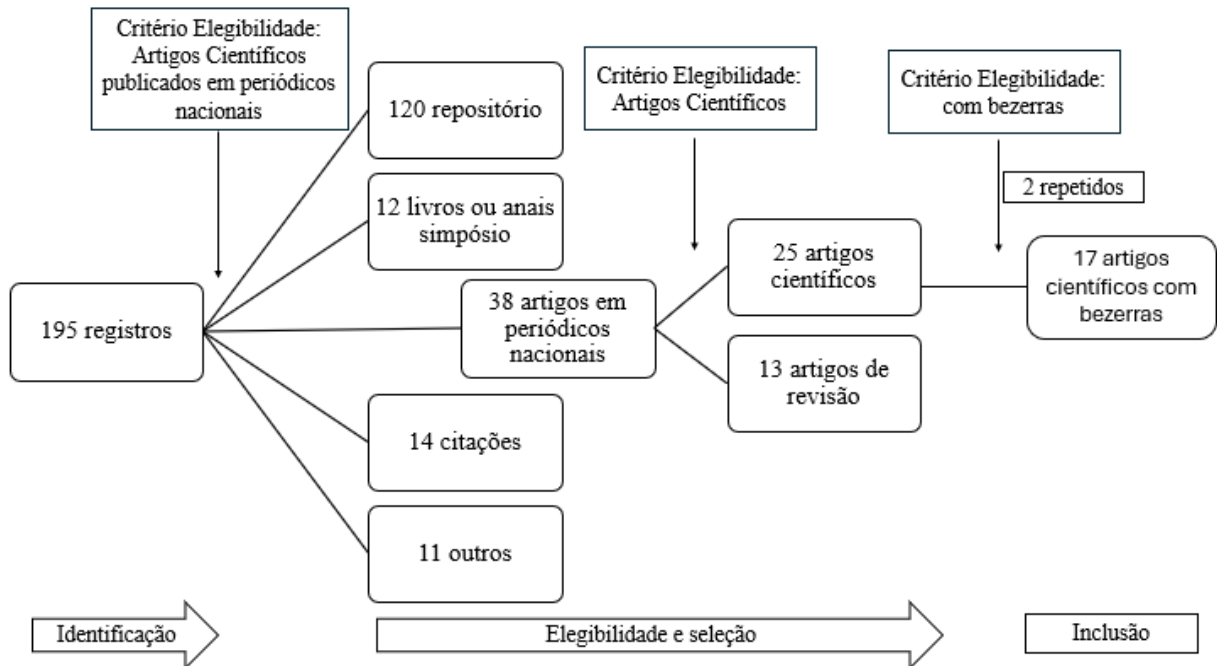 Critério Elegibilidade:
Artigos Científicos
publicados em periódicos
nacionais
120 repositório
12 livros ou anais
simpósio
195 registros
38 artigos em
periódicos
nacionais
14 citações
11 outros
Critério Elegibilidade:
Artigos Científicos
25 artigos
científicos
13 artigos de
revisão
Critério Elegibilidade:
com bezerras
2 repetidos
17 artigos
científicos com
bezerras
Identificação
Elegibilidade e seleção
Inclusão